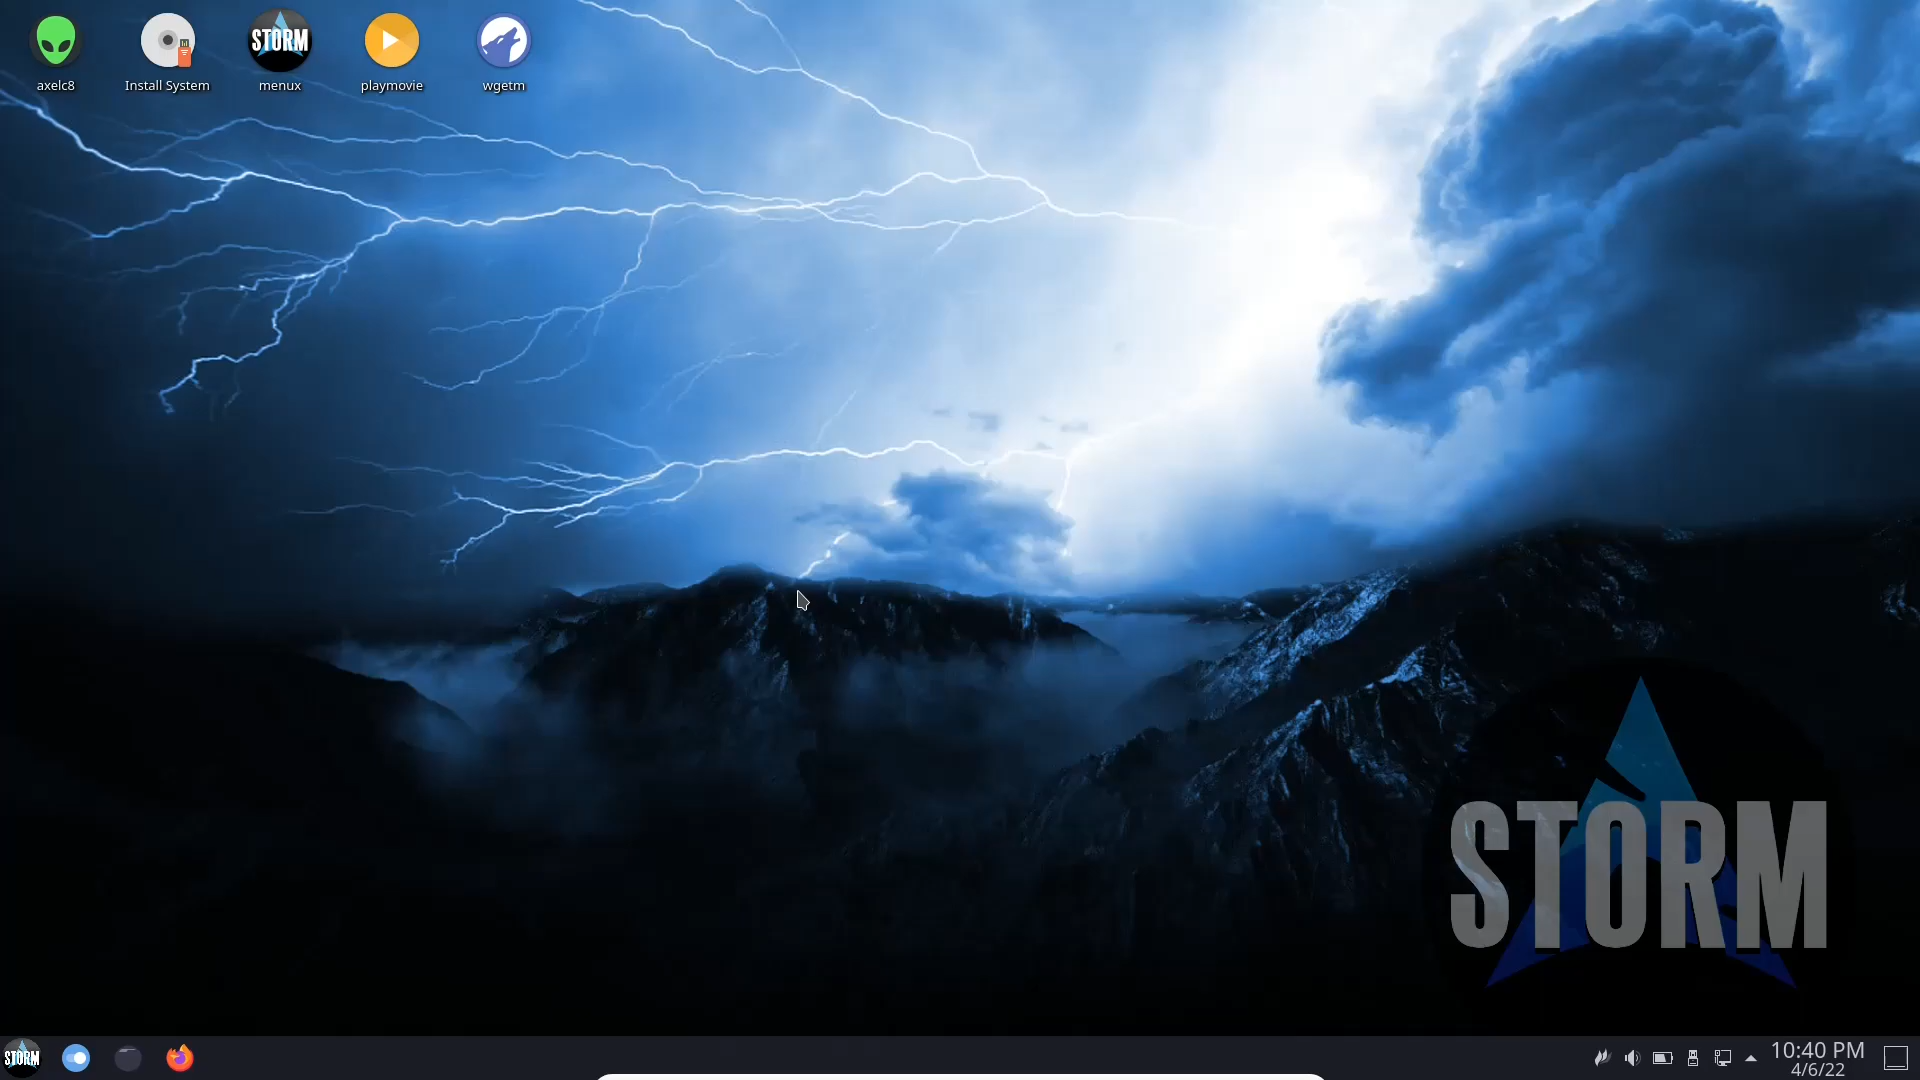 STORM
axelc8
Install System
menux
playmovie
wgetm
STORM
STORM
10:40 PM
4/6/22